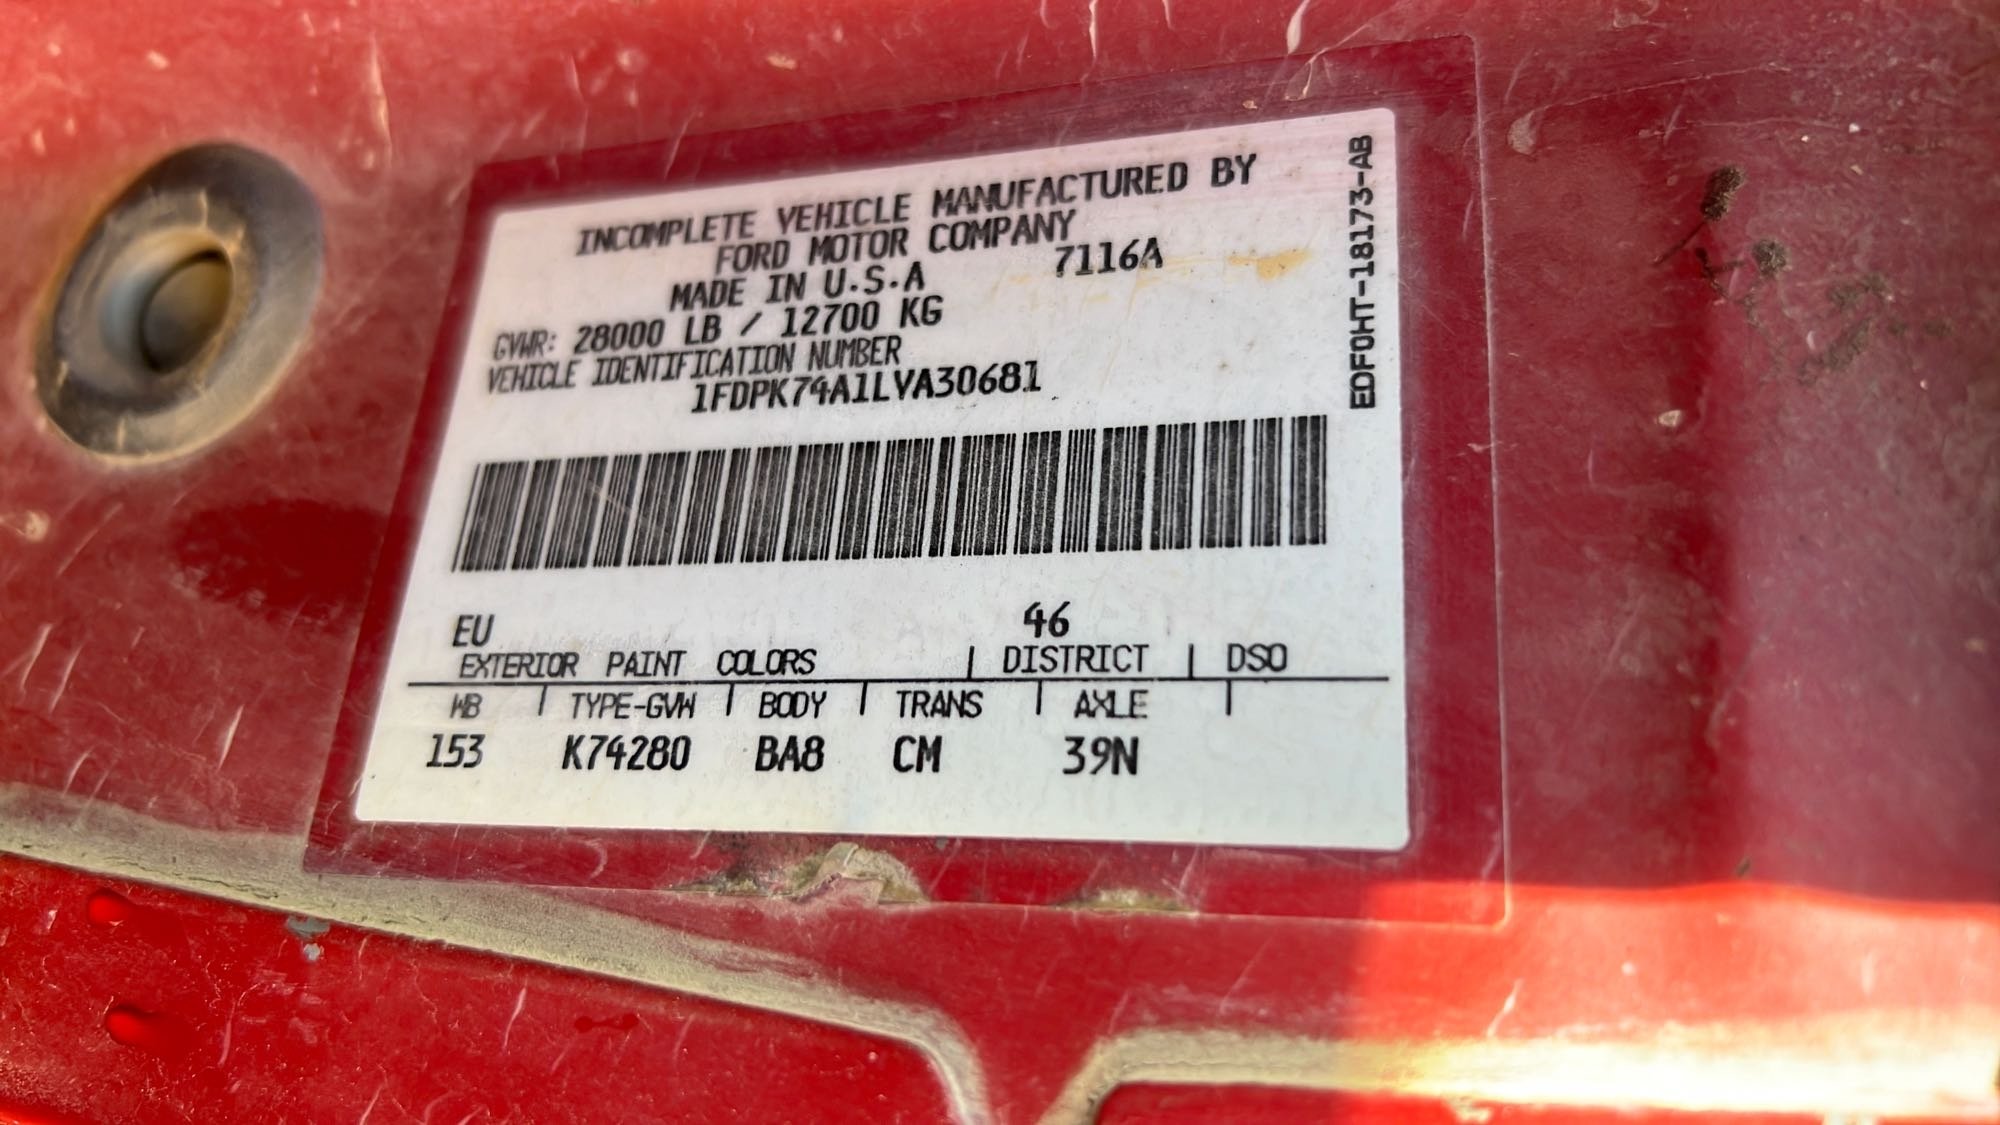 INCOMPLETE VEHICLE MANUFACTURED BY
FORD MOTOR COMPANY
MADE IN U.S.A 7116A
GVWR: 28000 LB / 12700 KG
VEHICLE IDENTIFICATION NUMBER
1FDPK74A1LVA30681
EDF0HT-18173-AB
EU 46
EXTERIOR PAINT COLORS | DISTRICT | DSO
WB | TYPE-GVW | BODY | TRANS | AXLE |
153 K74280 BA8 CM 39N